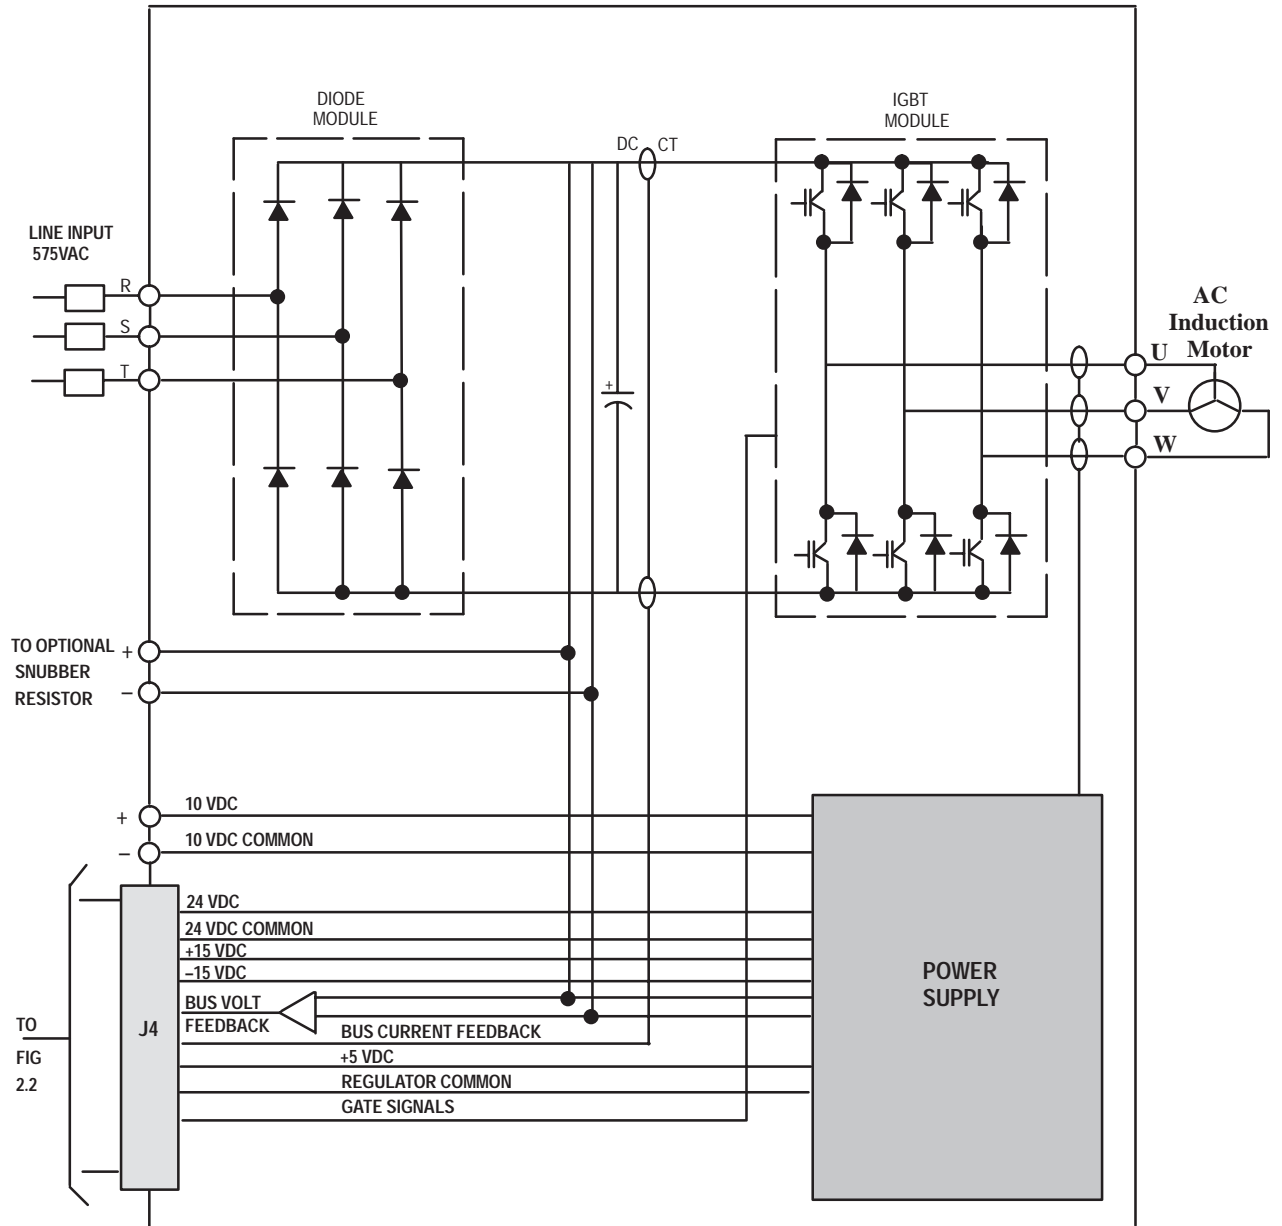 DIODE
MODULE
IGBT
MODULE
DC CT
LINE INPUT
575VAC
R
S
T
+
AC
Induction
Motor
U
V
W
TO OPTIONAL
SNUBBER
RESISTOR
+
–
+
–
10 VDC
10 VDC COMMON
24 VDC
24 VDC COMMON
+15 VDC
–15 VDC
BUS VOLT
FEEDBACK
BUS CURRENT FEEDBACK
+5 VDC
REGULATOR COMMON
GATE SIGNALS
J4
TO
FIG
2.2
POWER
SUPPLY